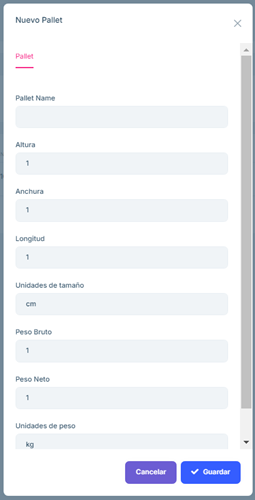 Nuevo Pallet
Pallet
Pallet Name
Altura
1
Anchura
1
Longitud
1
Unidades de tamaño
cm
Peso Bruto
1
Peso Neto
1
Unidades de peso
kg
Cancelar
Guardar